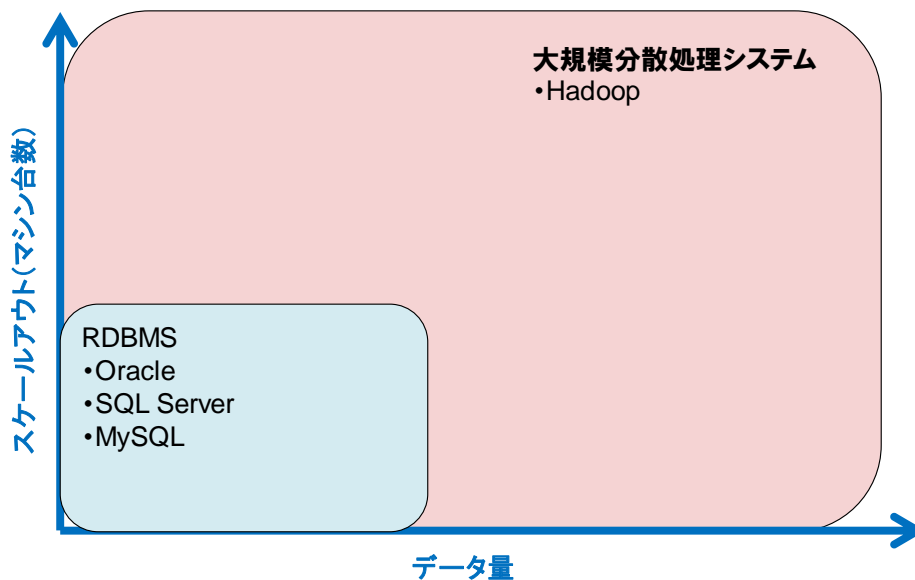 大規模分散処理システム
•Hadoop
スケールアウト(マシン台数)
RDBMS
•Oracle
•SQL Server
•MySQL
データ量